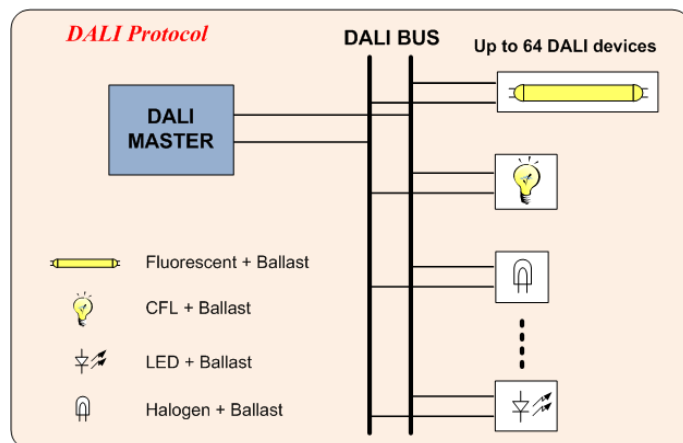 DALI Protocol
DALI BUS
Up to 64 DALI devices
DALI
MASTER
Fluorescent + Ballast
CFL + Ballast
LED + Ballast
Halogen + Ballast